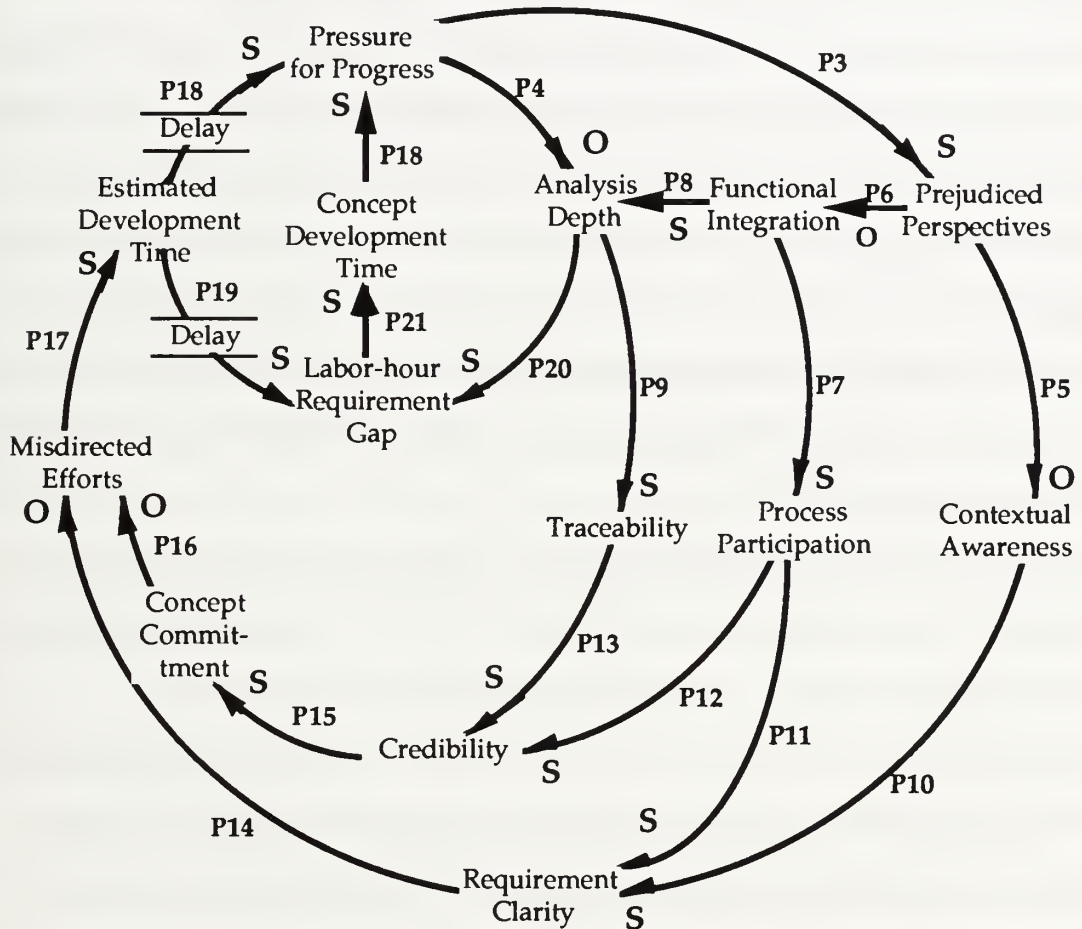 Pressure
for Progress
S
P3
P18
Delay
S
P4
O
S
P18
Estimated
Development
Time
Concept
Development
Time
Analysis
Depth
P8
S
Functional
Integration
P6
O
Prejudiced
Perspectives
S
P19
Delay
S
S
P21
Labor-hour
Requirement
Gap
S
P20
P9
P7
P5
P17
Misdirected
Efforts
O
O
P16
S
Traceability
S
Process
Participation
O
Contextual
Awareness
Concept
Commit-
tment
S
P15
P13
S
Credibility
P12
S
P11
P10
P14
S
Requirement
Clarity
S